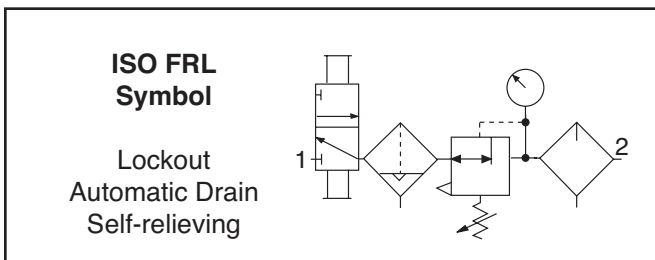 ISO FRL
Symbol
Lockout
Automatic Drain
Self-relieving
1
2